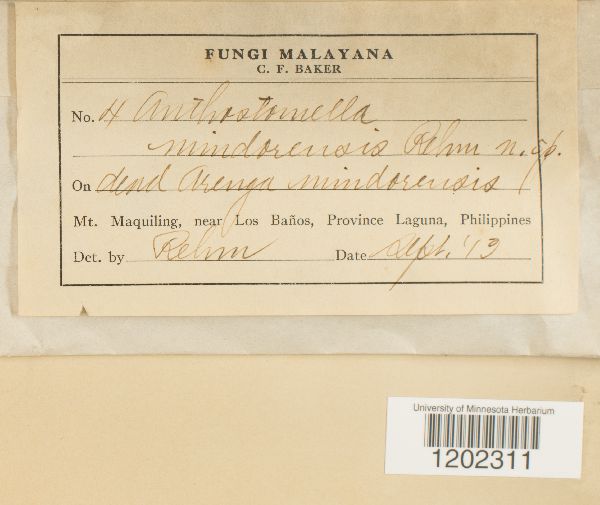 FUNGI MALAYANA
C. F. BAKER
No. 4 Anthostomella
mindorensis Rehm n. sp.
On dead Arenga mindorensis
Mt. Maquiling, near Los Baños, Province Laguna, Philippines
Det. by Rehm Date Sept. '13
University of Minnesota Herbarium
1202311